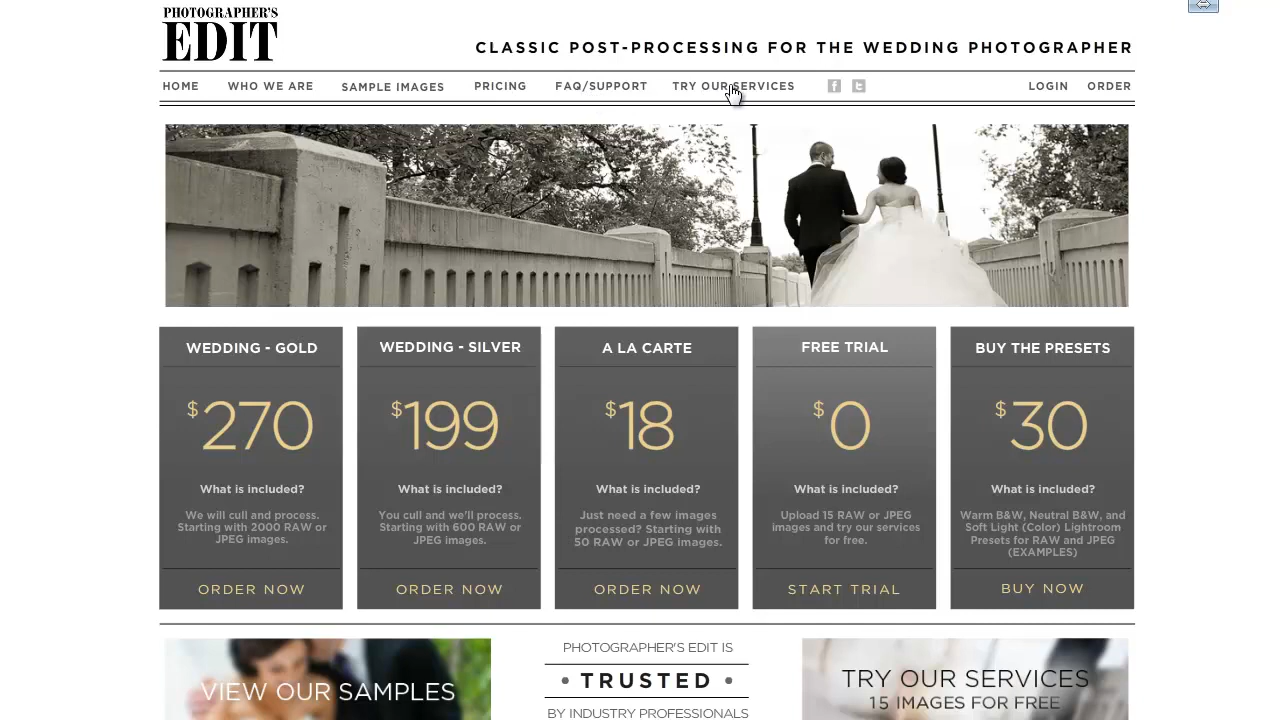 PHOTOGRAPHER'S
EDIT
CLASSIC POST-PROCESSING FOR THE WEDDING PHOTOGRAPHER
HOME WHO WE ARE SAMPLE IMAGES PRICING FAQ/SUPPORT TRY OUR SERVICES f t LOGIN ORDER
WEDDING - GOLD
$270
What is included?
We will cull and process.
Starting with 2000 RAW or
JPEG images.
ORDER NOW
WEDDING - SILVER
$199
What is included?
You cull and we'll process.
Starting with 600 RAW or
JPEG images.
ORDER NOW
A LA CARTE
$18
What is included?
Just need a few images
processed? Starting with
50 RAW or JPEG images.
ORDER NOW
FREE TRIAL
$0
What is included?
Upload 15 RAW or JPEG
images and try our services
for free.
START TRIAL
BUY THE PRESETS
$30
What is included?
Warm B&W, Neutral B&W, and
Soft Light (Color) Lightroom
Presets for RAW and JPEG
(EXAMPLES)
BUY NOW
VIEW OUR SAMPLES
PHOTOGRAPHER'S EDIT IS
• TRUSTED •
BY INDUSTRY PROFESSIONALS
TRY OUR SERVICES
15 IMAGES FOR FREE